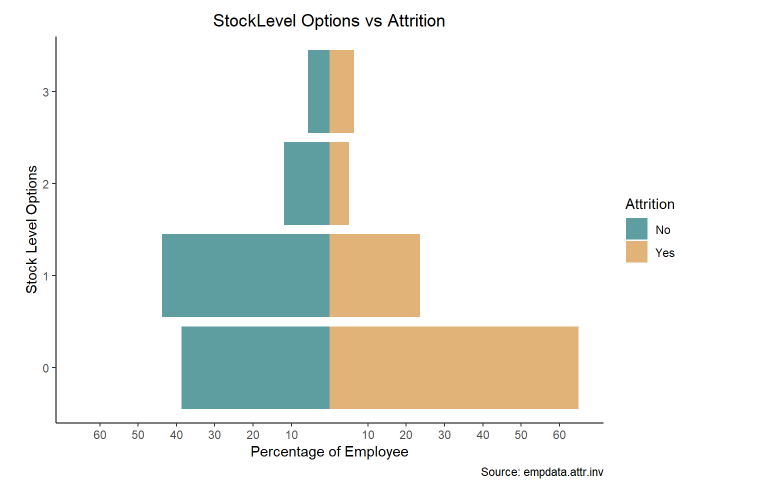 StockLevel Options vs Attrition
Stock Level Options
3
2
1
0
60 50 40 30 20 10 10 20 30 40 50 60
Percentage of Employee
Attrition
No
Yes
Source: empdata.attr.inv